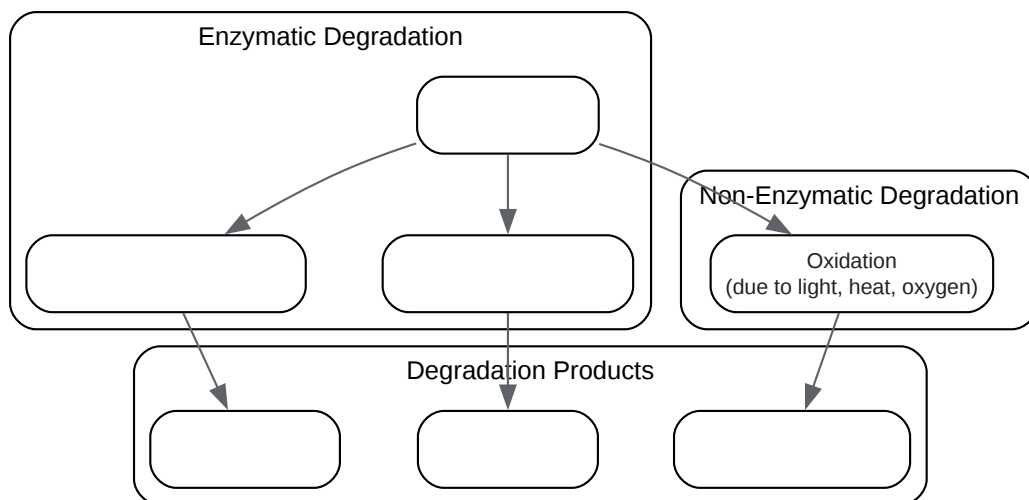 Enzymatic Degradation
Non-Enzymatic Degradation
Oxidation
(due to light, heat, oxygen)
Degradation Products